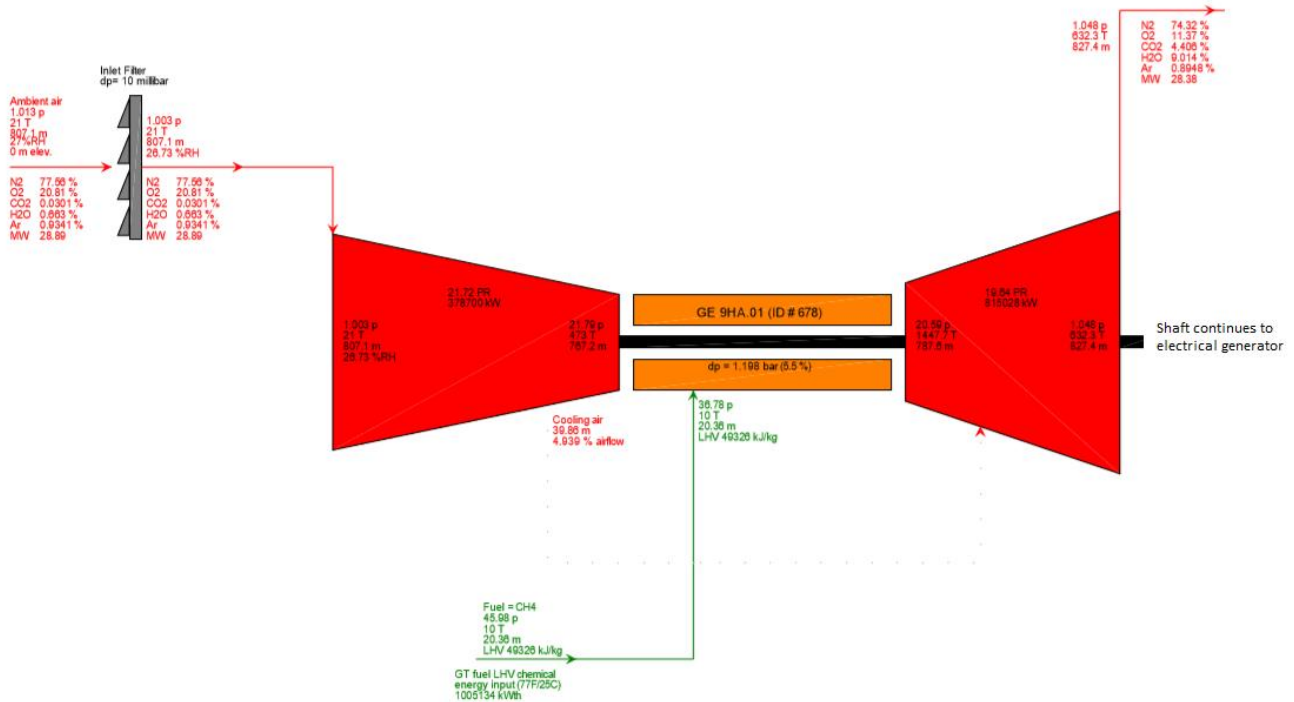 Inlet Filter
dp= 10 millibar
Ambient air
1.013 p
21 T
807.1 m
27%RH
0 m elev.
N2 77.56 %
O2 20.81 %
CO2 0.0301 %
H2O 0.663 %
Ar 0.9341 %
MW 28.89
1.003 p
21 T
807.1 m
26.73 %RH
N2 77.56 %
O2 20.81 %
CO2 0.0301 %
H2O 0.663 %
Ar 0.9341 %
MW 28.89
21.72 PR
378700 kW
1.003 p
21 T
807.1 m
26.73 %RH
21.79 p
473 T
767.2 m
GE 9HA.01 (ID # 678)
dp = 1.198 bar (5.5 %)
Cooling air
39.86 m
4.939 % airflow
36.78 p
10 T
20.36 m
LHV 49326 kJ/kg
Fuel = CH4
45.98 p
10 T
20.36 m
LHV 49326 kJ/kg
GT fuel LHV chemical
energy input (77F/25C)
1005134 kWth
19.64 PR
815028 kW
20.59 p
1447.7 T
787.6 m
1.048 p
632.3 T
827.4 m
1.048 p
632.3 T
827.4 m
N2 74.32 %
O2 11.37 %
CO2 4.406 %
H2O 9.014 %
Ar 0.8948 %
MW 28.38
Shaft continues to
electrical generator